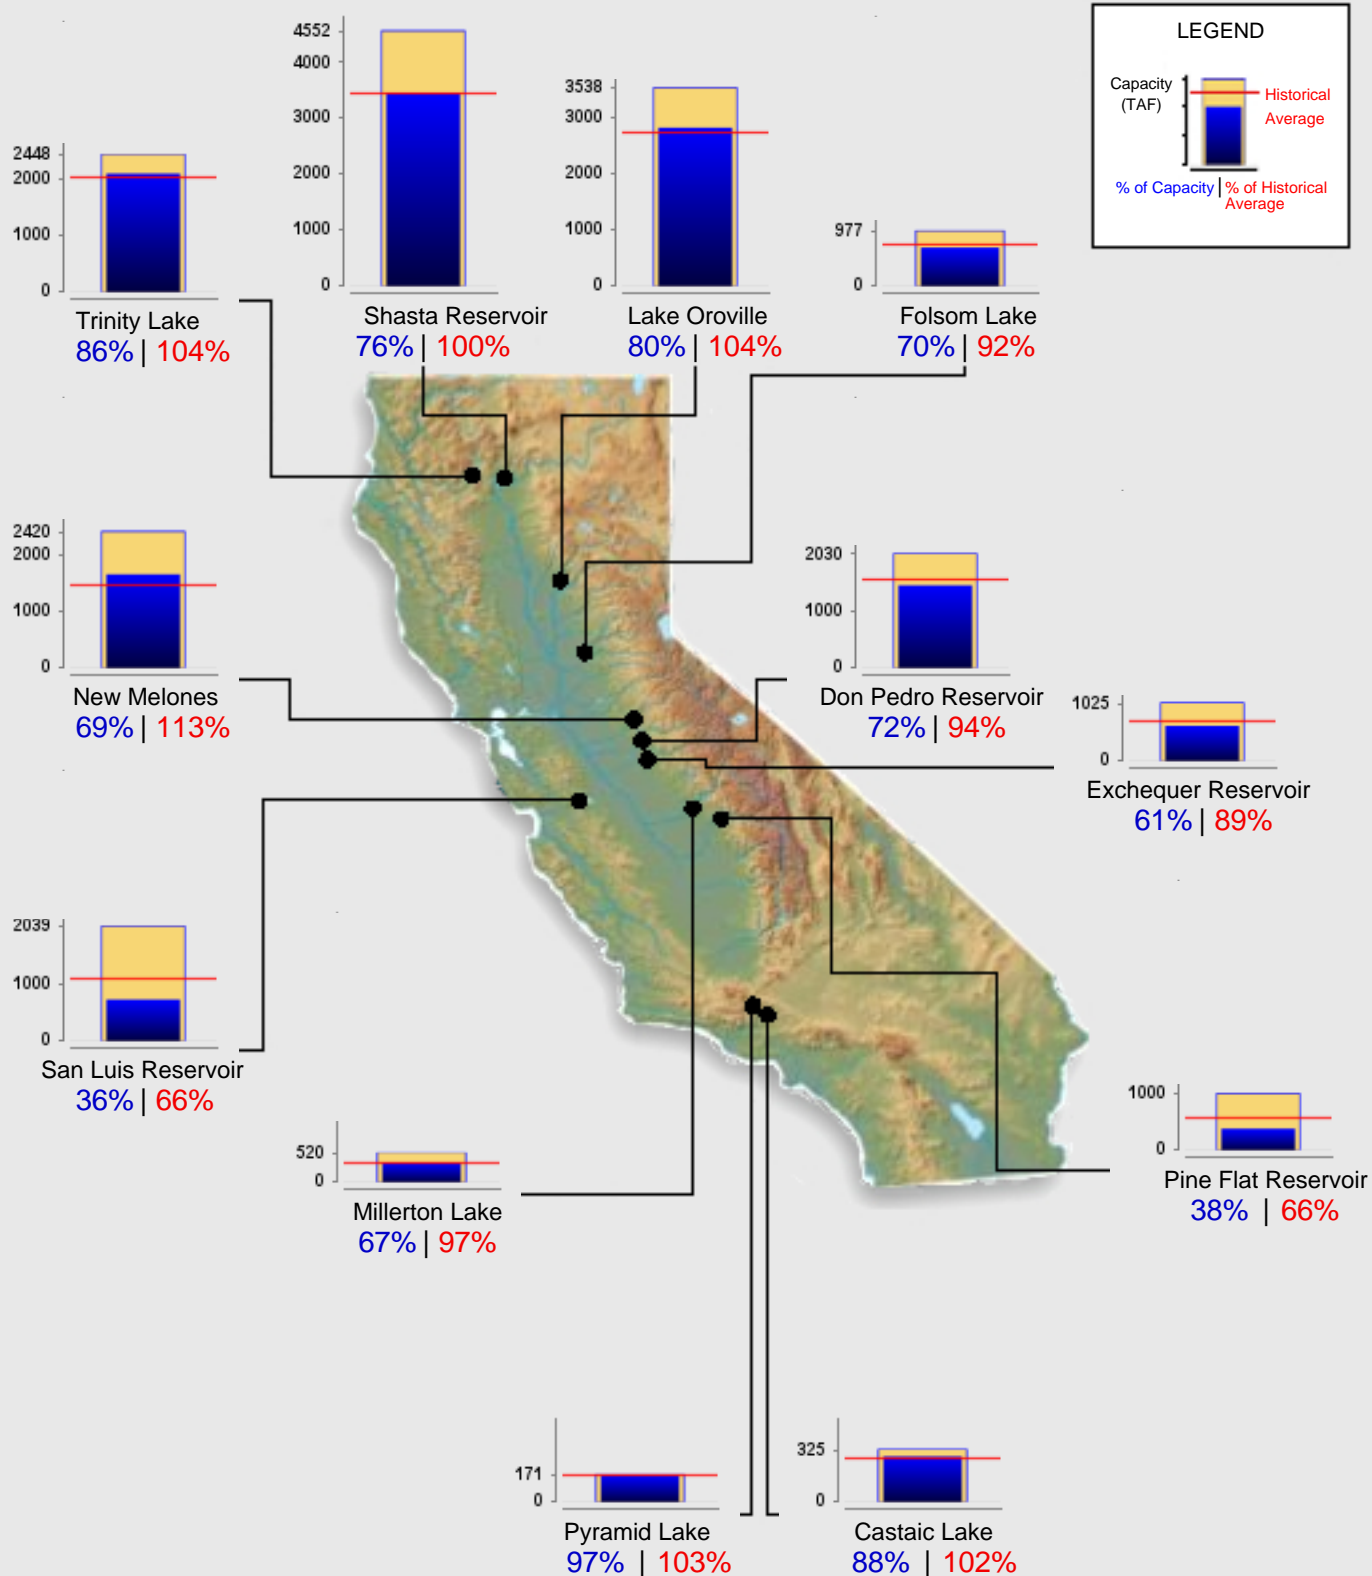 LEGEND
Capacity
(TAF)
Historical
Average
% of Capacity | % of Historical
Average
4552
4000
3000
2000
1000
0
Shasta Reservoir
76% | 100%
3538
3000
2000
1000
0
Lake Oroville
80% | 104%
2448
2000
1000
0
Trinity Lake
86% | 104%
977
0
Folsom Lake
70% | 92%
2420
2000
1000
0
New Melones
69% | 113%
2030
1000
0
Don Pedro Reservoir
72% | 94%
1025
0
Exchequer Reservoir
61% | 89%
2039
1000
0
San Luis Reservoir
36% | 66%
520
0
Millerton Lake
67% | 97%
1000
0
Pine Flat Reservoir
38% | 66%
171
0
Pyramid Lake
97% | 103%
325
0
Castaic Lake
88% | 102%